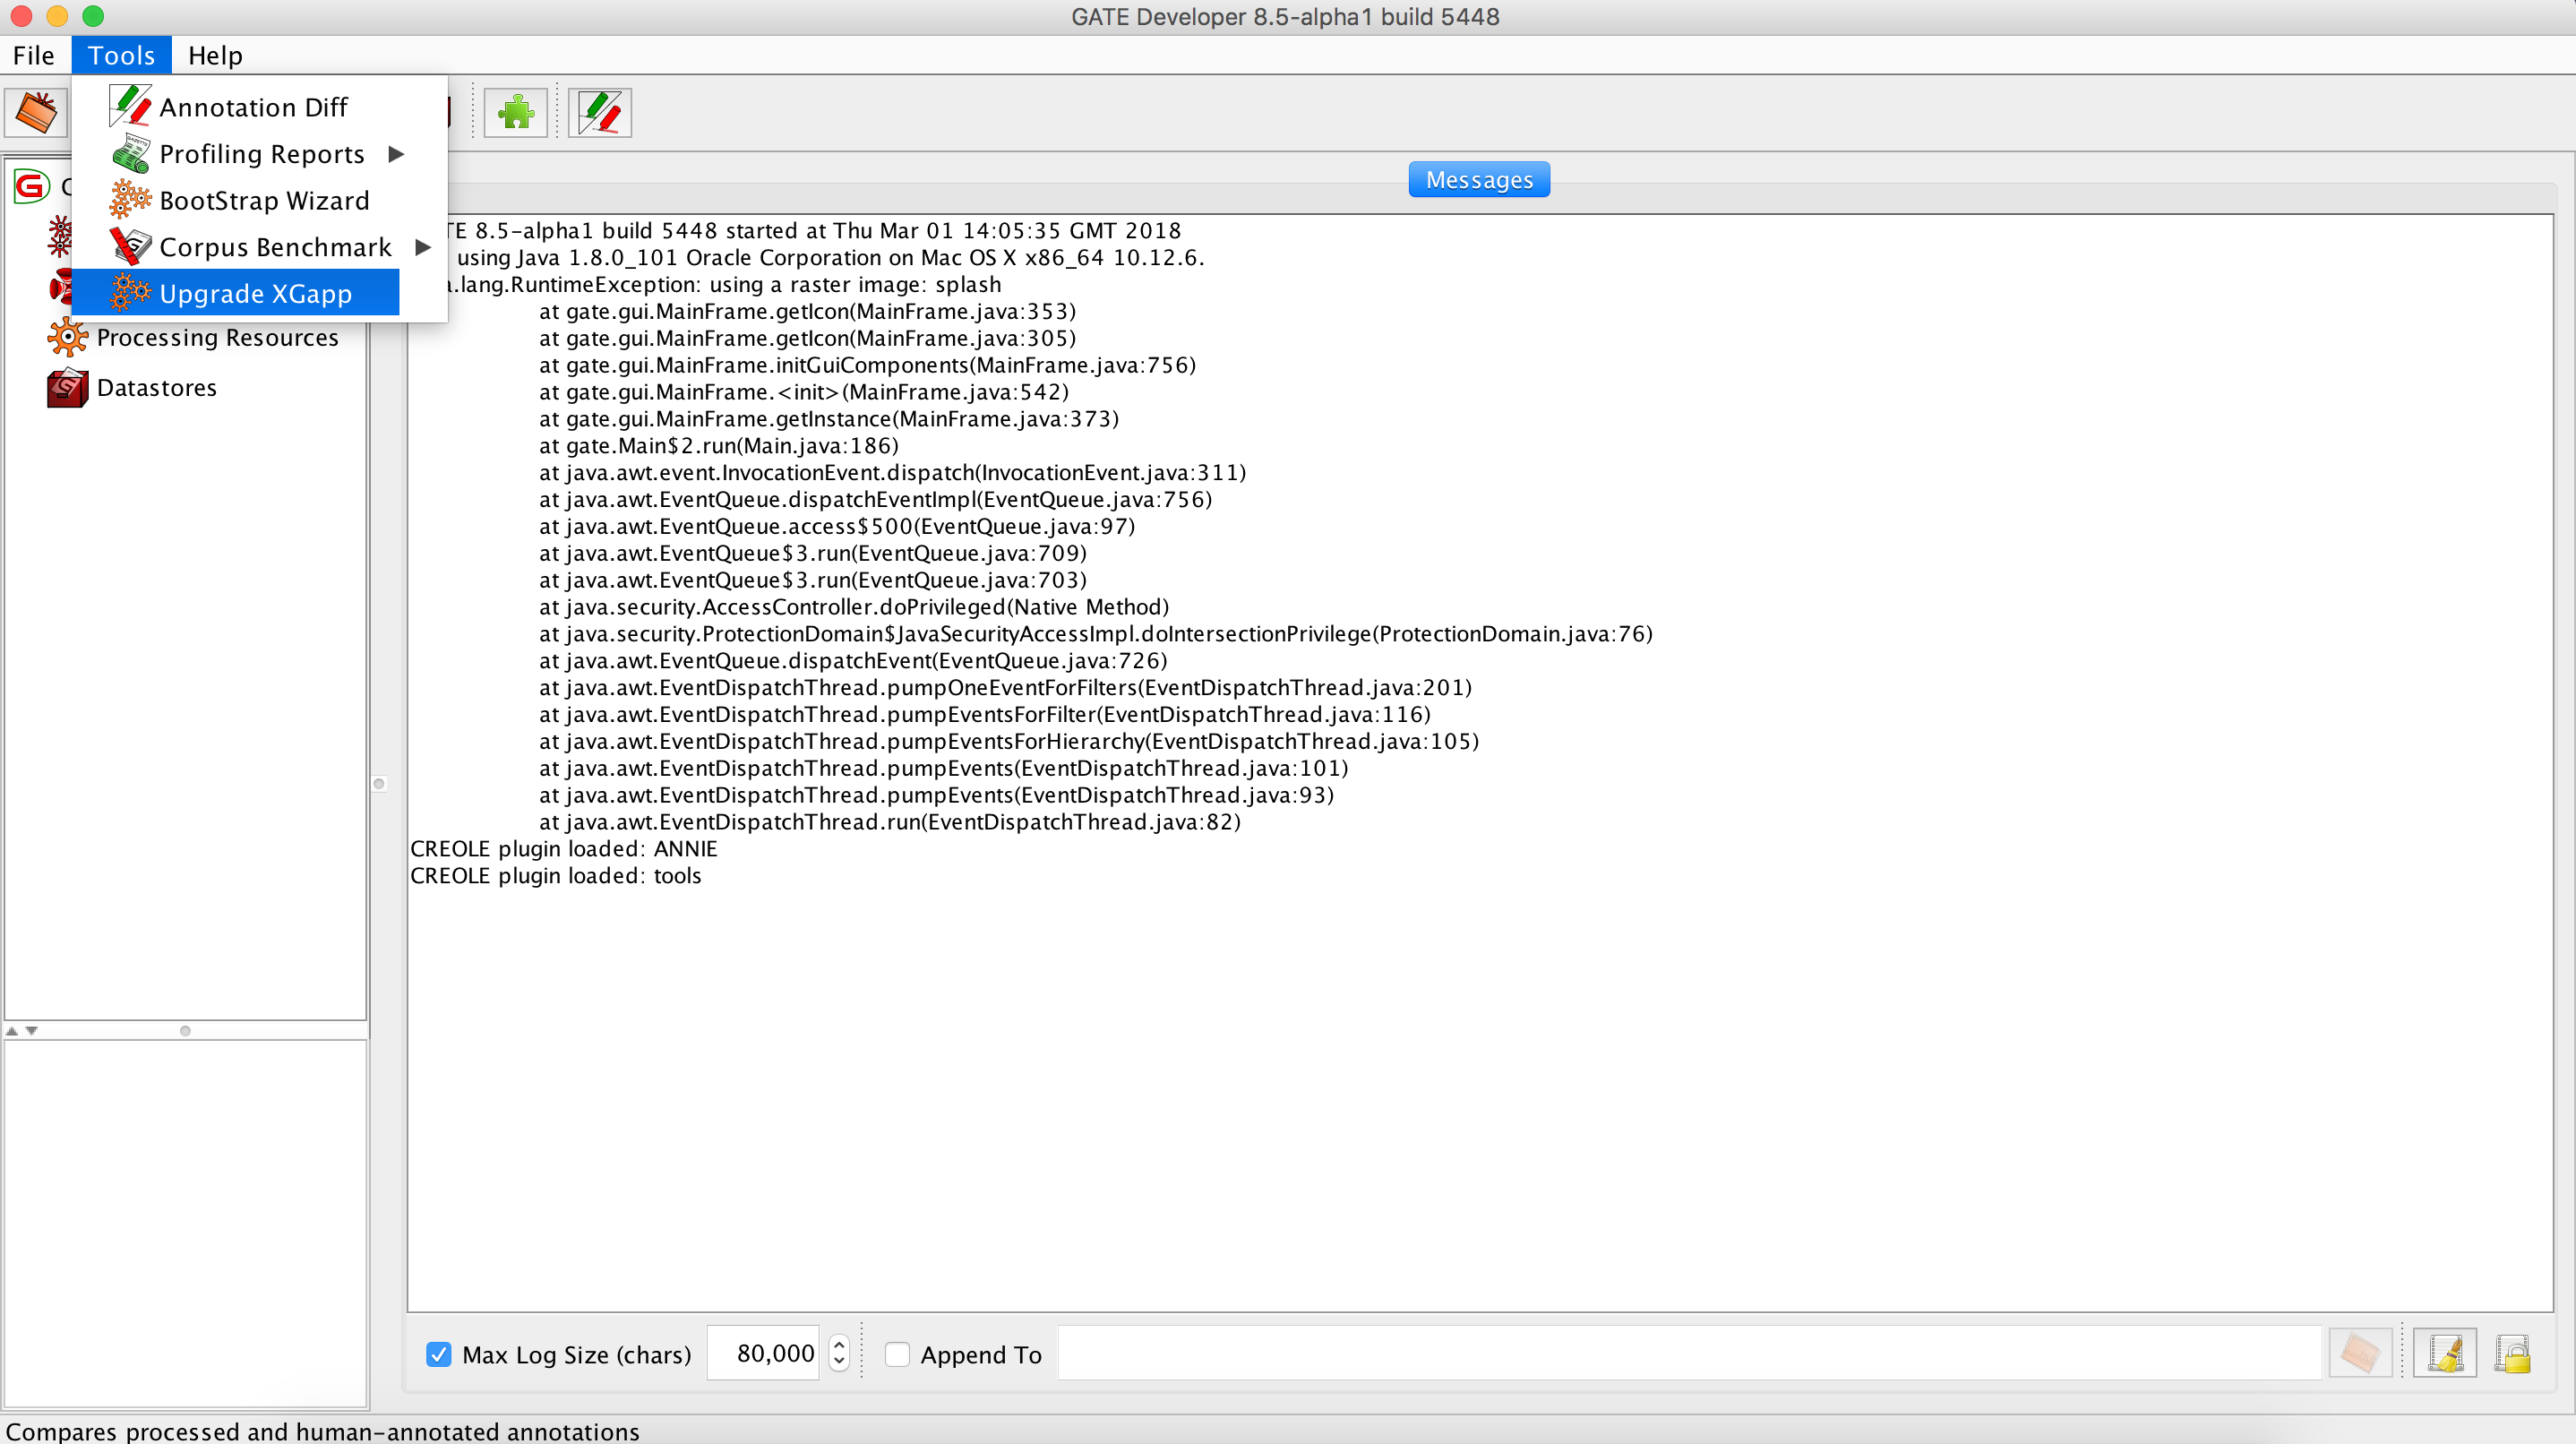 GATE Developer 8.5-alpha1 build 5448
File Tools Help
Annotation Diff
Profiling Reports
BootStrap Wizard
Corpus Benchmark
Upgrade XGapp
Processing Resources
Datastores
Messages
TE 8.5-alpha1 build 5448 started at Thu Mar 01 14:05:35 GMT 2018
using Java 1.8.0_101 Oracle Corporation on Mac OS X x86_64 10.12.6.
.lang.RuntimeException: using a raster image: splash
at gate.gui.MainFrame.getIcon(MainFrame.java:353)
at gate.gui.MainFrame.getIcon(MainFrame.java:305)
at gate.gui.MainFrame.initGuiComponents(MainFrame.java:756)
at gate.gui.MainFrame.<init>(MainFrame.java:542)
at gate.gui.MainFrame.getInstance(MainFrame.java:373)
at gate.Main$2.run(Main.java:186)
at java.awt.event.InvocationEvent.dispatch(InvocationEvent.java:311)
at java.awt.EventQueue.dispatchEventImpl(EventQueue.java:756)
at java.awt.EventQueue.access$500(EventQueue.java:97)
at java.awt.EventQueue$3.run(EventQueue.java:709)
at java.awt.EventQueue$3.run(EventQueue.java:703)
at java.security.AccessController.doPrivileged(Native Method)
at java.security.ProtectionDomain$JavaSecurityAccessImpl.doIntersectionPrivilege(ProtectionDomain.java:76)
at java.awt.EventQueue.dispatchEvent(EventQueue.java:726)
at java.awt.EventDispatchThread.pumpOneEventForFilters(EventDispatchThread.java:201)
at java.awt.EventDispatchThread.pumpEventsForFilter(EventDispatchThread.java:116)
at java.awt.EventDispatchThread.pumpEventsForHierarchy(EventDispatchThread.java:105)
at java.awt.EventDispatchThread.pumpEvents(EventDispatchThread.java:101)
at java.awt.EventDispatchThread.pumpEvents(EventDispatchThread.java:93)
at java.awt.EventDispatchThread.run(EventDispatchThread.java:82)
CREOLE plugin loaded: ANNIE
CREOLE plugin loaded: tools
Max Log Size (chars) 80,000 Append To
Compares processed and human-annotated annotations